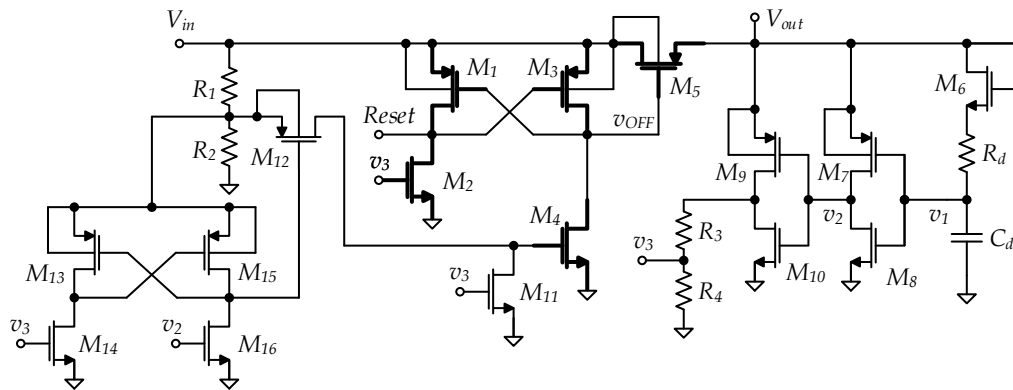 V_in
V_out
R_1
M_1
M_3
M_5
M_6
Reset
v_OFF
R_2
M_12
R_d
v_3
M_2
M_9
M_7
M_4
v_2
v_1
R_3
C_d
M_13
M_15
v_3
v_3
M_10
M_8
M_11
R_4
v_3
v_2
M_14
M_16